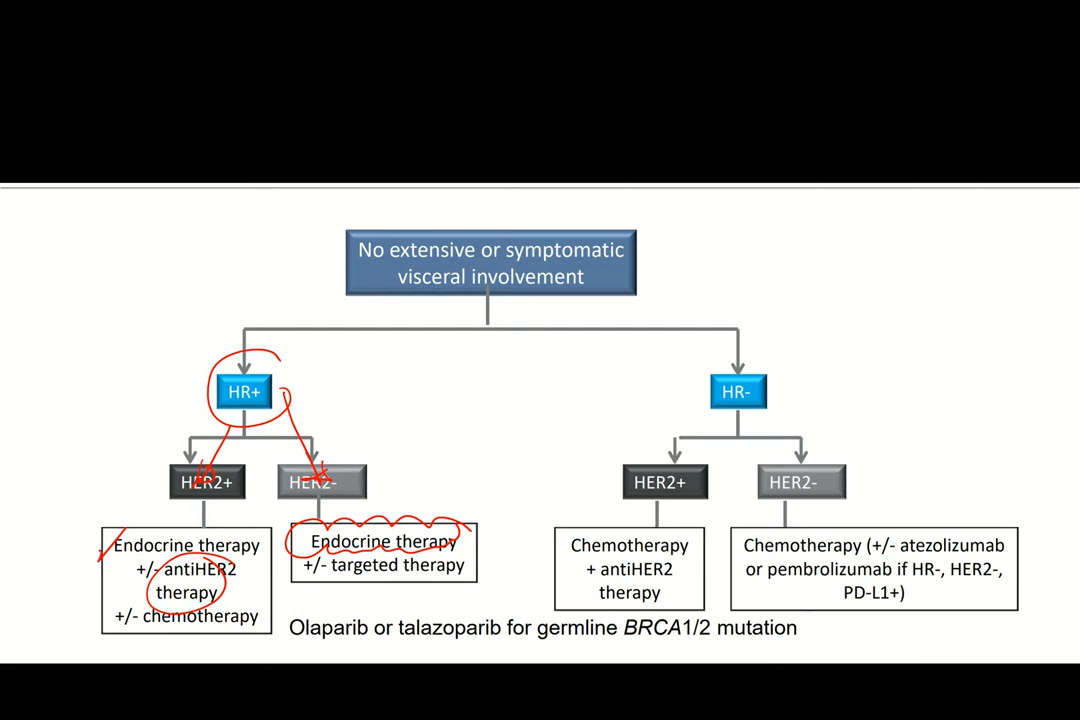 No extensive or symptomatic
visceral involvement
HR+
HR-
HER2+
HER2-
HER2+
HER2-
Endocrine therapy
+/- antiHER2
therapy
+/- chemotherapy
Endocrine therapy
+/- targeted therapy
Chemotherapy
+ antiHER2
therapy
Chemotherapy (+/- atezolizumab
or pembrolizumab if HR-, HER2-,
PD-L1+)
Olaparib or talazoparib for germline BRCA1/2 mutation